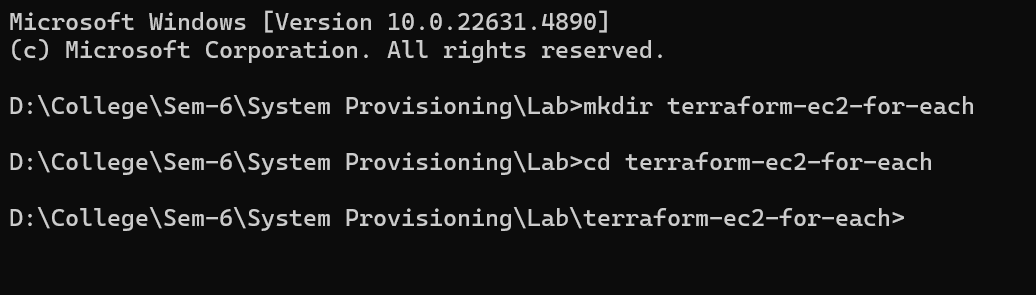 Microsoft Windows [Version 10.0.22631.4890]
(c) Microsoft Corporation. All rights reserved.
D:\College\Sem-6\System Provisioning\Lab>mkdir terraform-ec2-for-each
D:\College\Sem-6\System Provisioning\Lab>cd terraform-ec2-for-each
D:\College\Sem-6\System Provisioning\Lab\terraform-ec2-for-each>